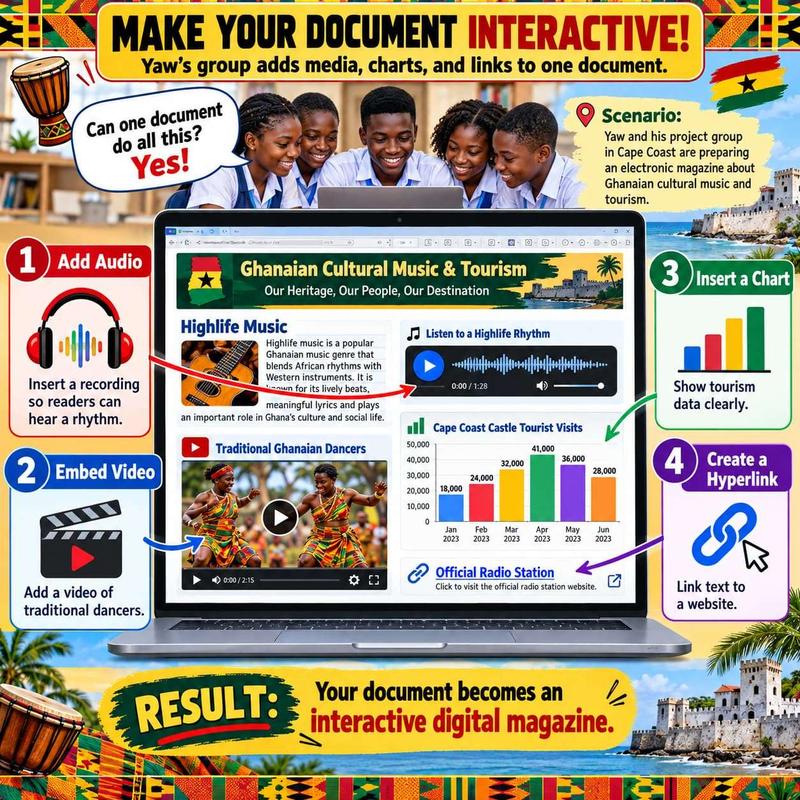 MAKE YOUR DOCUMENT INTERACTIVE!
Yaw's group adds media, charts, and links to one document.
Can one document
do all this?
Yes!
Scenario:
Yaw and his project group
in Cape Coast are preparing
an electronic magazine about
Ghanaian cultural music and
tourism.
1 Add Audio
Insert a recording
so readers can
hear a rhythm.
2 Embed Video
Add a video of
traditional dancers.
Ghanaian Cultural Music & Tourism
Our Heritage, Our People, Our Destination
Highlife Music
Highlife music is a popular
Ghanaian music genre that
blends African rhythms with
Western instruments. It is
known for its lively beats,
meaningful lyrics and plays
an important role in Ghana's culture and social life.
Listen to a Highlife Rhythm
0:00 / 1:28
Traditional Ghanaian Dancers
0:00 / 2:15
Cape Coast Castle Tourist Visits
50,000
40,000
30,000
20,000
10,000
0
18,000
24,000
32,000
41,000
36,000
28,000
Jan Feb Mar Apr May Jun
2023 2023 2023 2023 2023 2023
Official Radio Station
Click to visit the official radio station website.
3 Insert a Chart
Show tourism
data clearly.
4 Create a
Hyperlink
Link text to
a website.
RESULT:
Your document becomes an
interactive digital magazine.